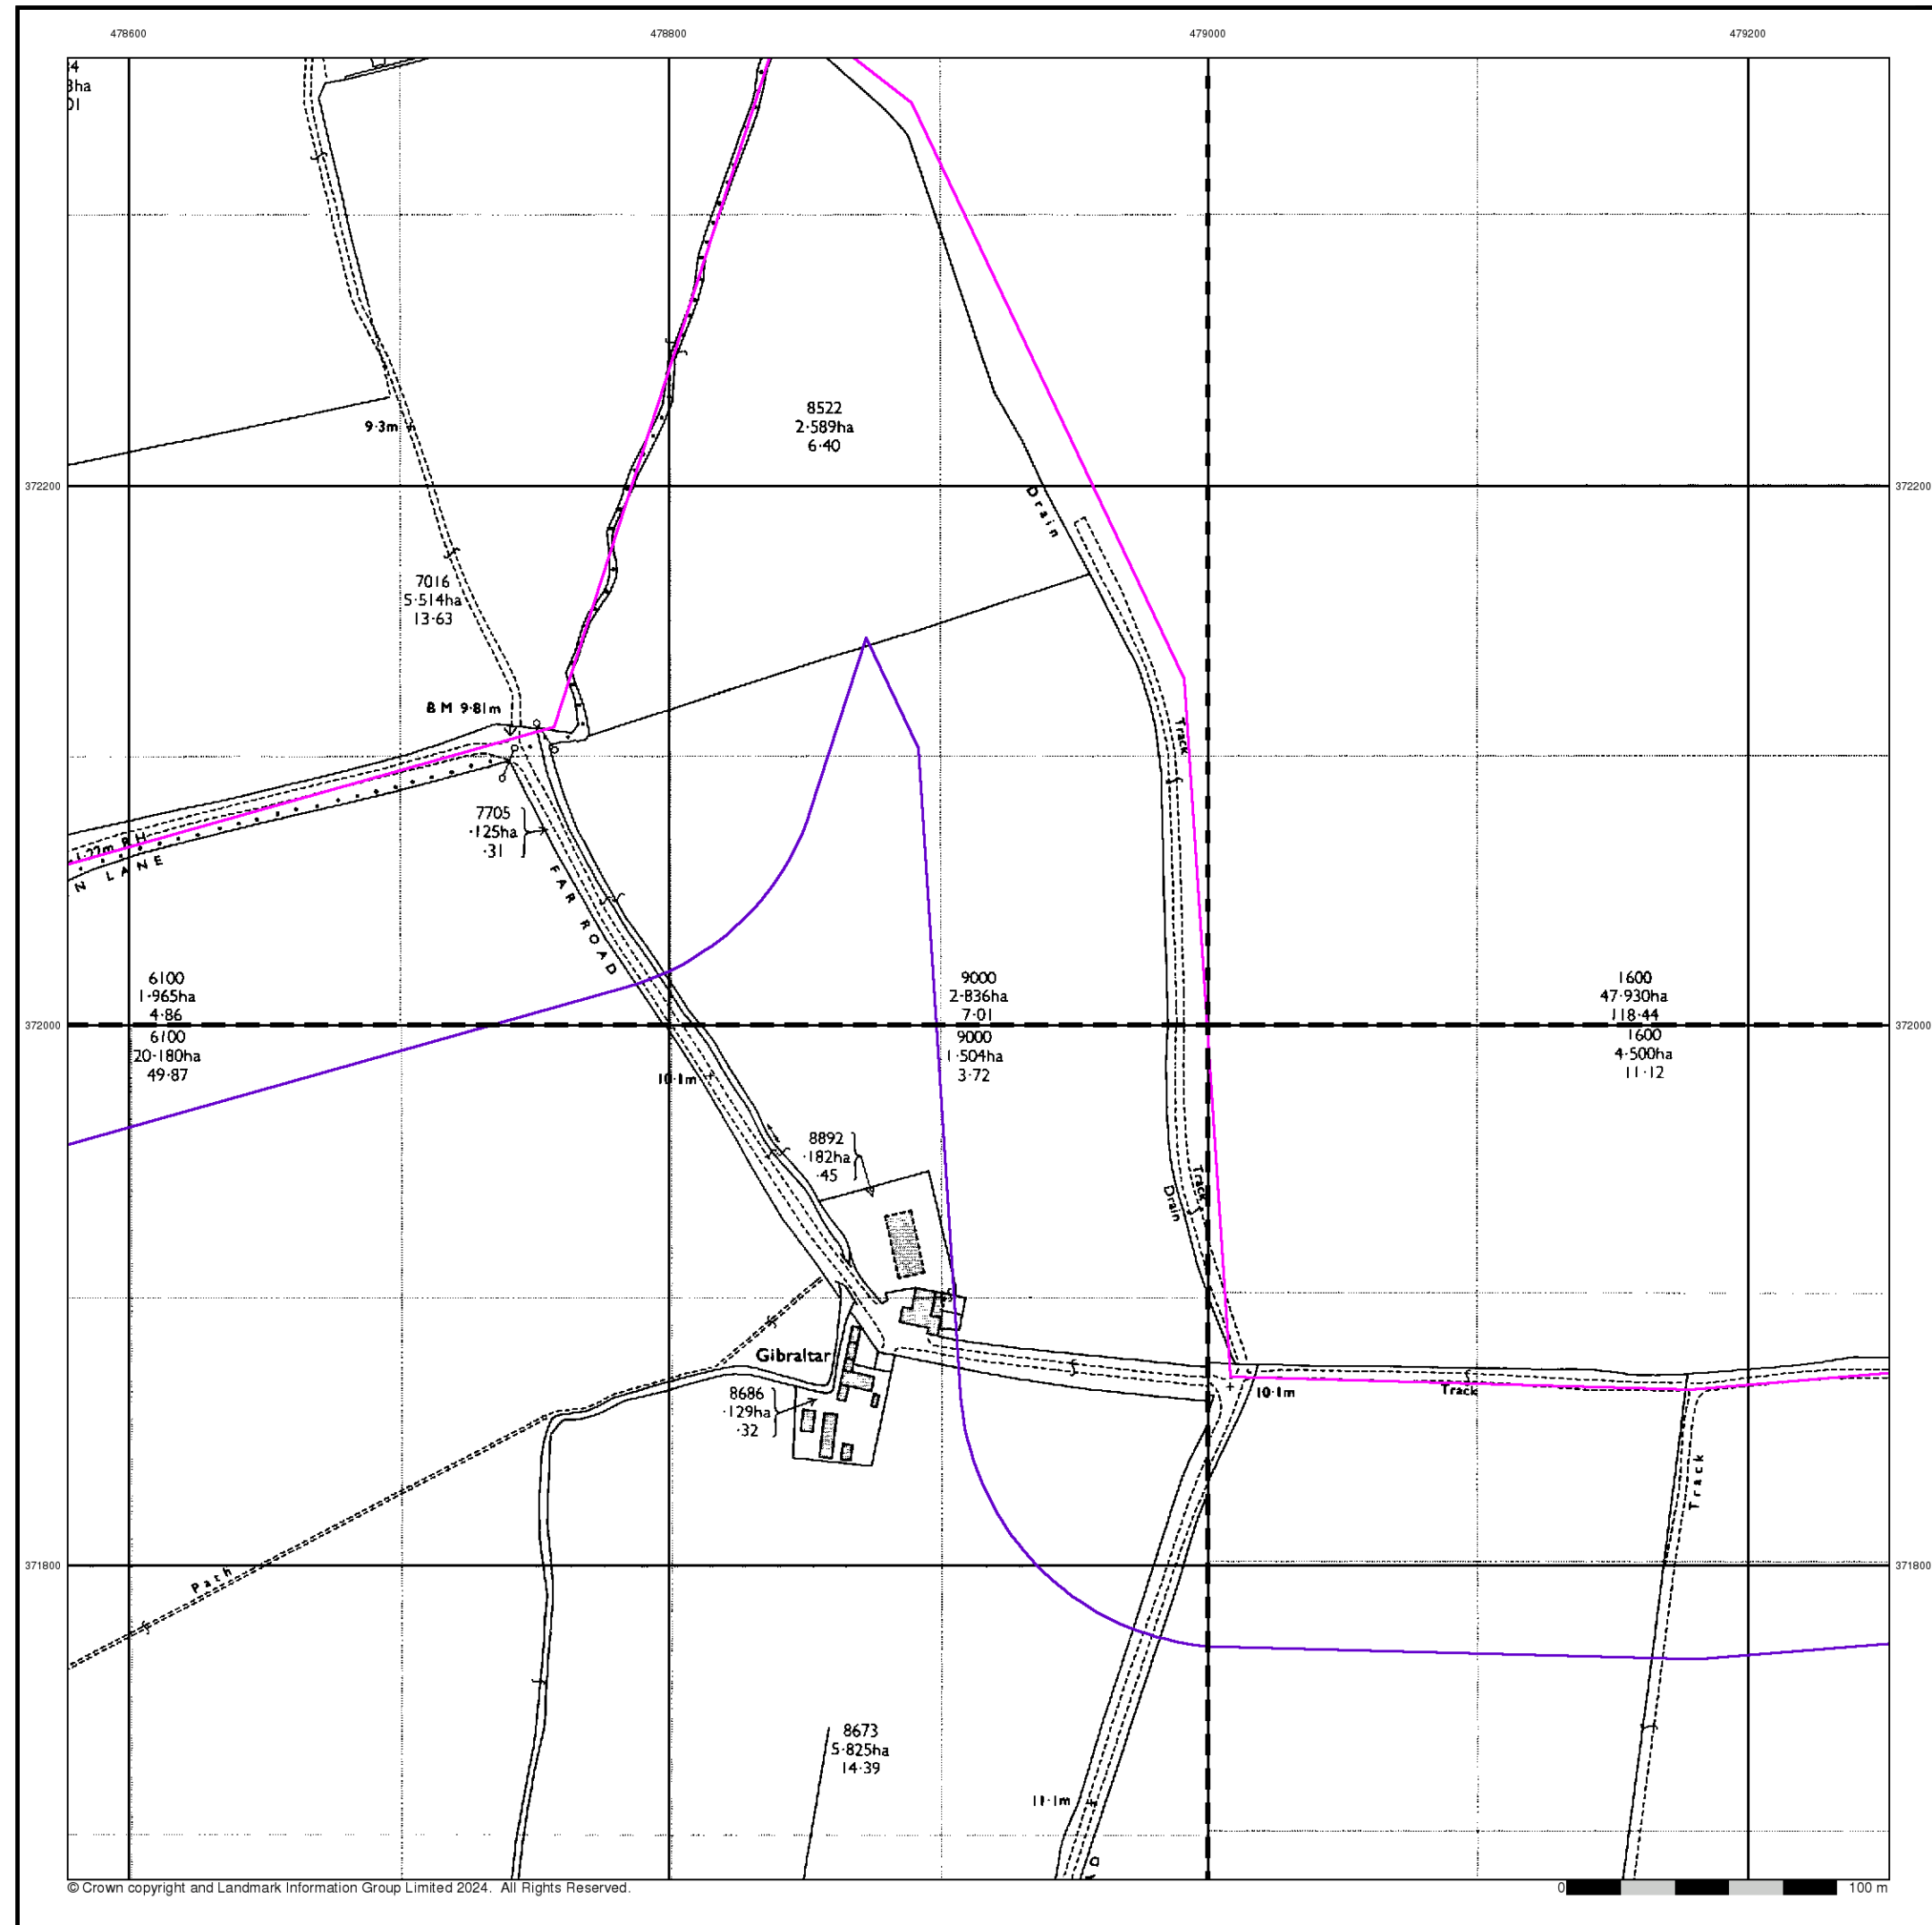 478600
478800
479000
479200
8522
2·589ha
6·40
9·3m
372200
372200
Drain
7016
5·514ha
13·63
BM 9·81m
Track
7705
·125ha
·31
1·22m RH
N LANE
FAR ROAD
6100
1·965ha
4·86
6100
20·180ha
49·87
9000
2·836ha
7·01
9000
1·504ha
3·72
1600
47·930ha
118·44
1600
4·500ha
11·12
372000
372000
10·1m
8892
·182ha
·45
Track
Drain
Gibraltar
8686
·129ha
·32
10·1m
Track
Track
371800
371800
Path
8673
5·825ha
14·39
11·1m
© Crown copyright and Landmark Information Group Limited 2024. All Rights Reserved.
0
100 m